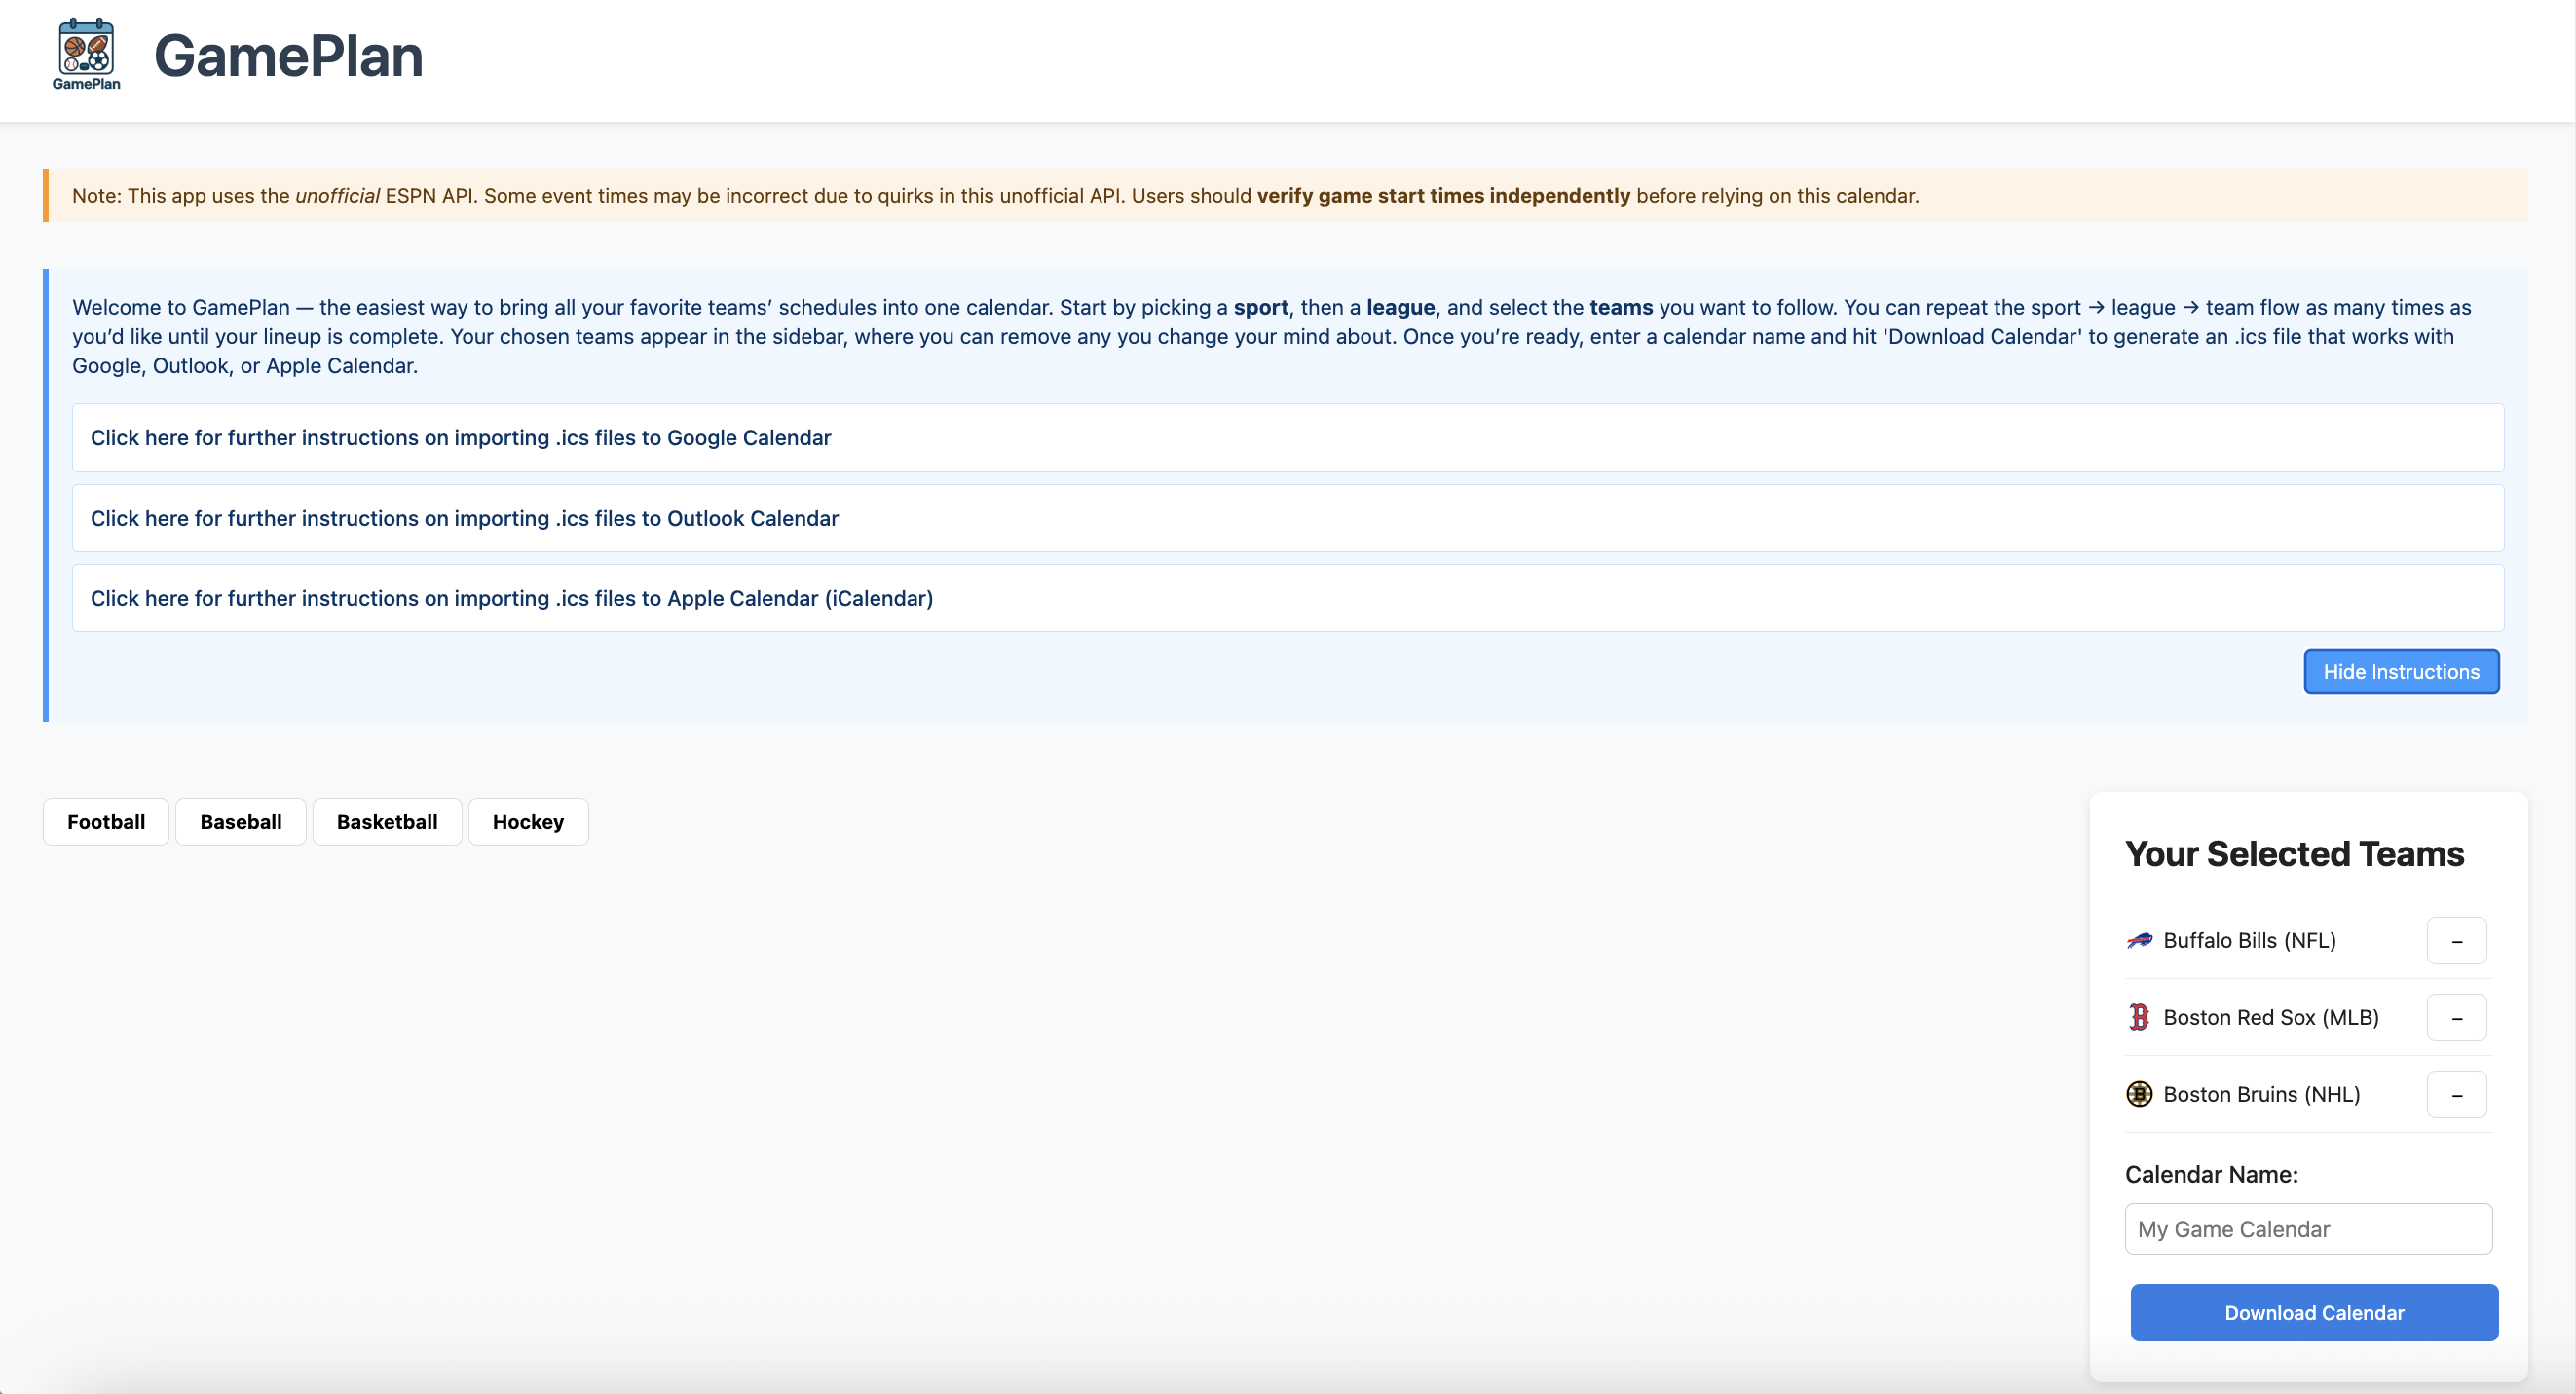 GamePlan
GamePlan
Note: This app uses the unofficial ESPN API. Some event times may be incorrect due to quirks in this unofficial API. Users should verify game start times independently before relying on this calendar.
Welcome to GamePlan — the easiest way to bring all your favorite teams’ schedules into one calendar. Start by picking a sport, then a league, and select the teams you want to follow. You can repeat the sport → league → team flow as many times as
you’d like until your lineup is complete. Your chosen teams appear in the sidebar, where you can remove any you change your mind about. Once you’re ready, enter a calendar name and hit 'Download Calendar' to generate an .ics file that works with
Google, Outlook, or Apple Calendar.
Click here for further instructions on importing .ics files to Google Calendar
Click here for further instructions on importing .ics files to Outlook Calendar
Click here for further instructions on importing .ics files to Apple Calendar (iCalendar)
Hide Instructions
Football Baseball Basketball Hockey
Your Selected Teams
Buffalo Bills (NFL) –
B Boston Red Sox (MLB) –
B Boston Bruins (NHL) –
Calendar Name:
My Game Calendar
Download Calendar